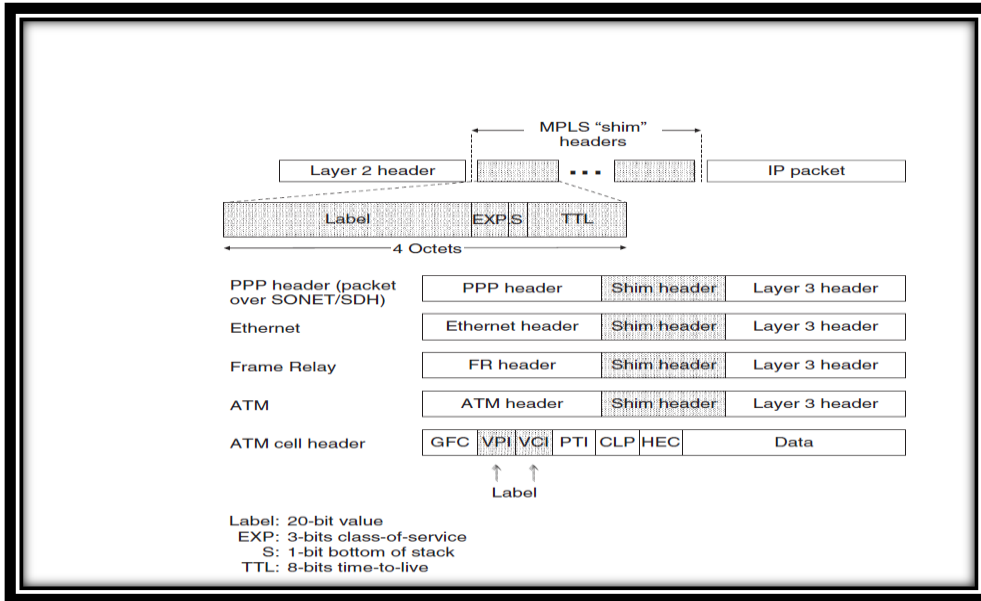 MPLS “shim”
headers
Layer 2 header
IP packet
Label EXP S TTL
4 Octets
PPP header (packet
over SONET/SDH)
PPP header Shim header Layer 3 header
Ethernet Ethernet header Shim header Layer 3 header
Frame Relay FR header Shim header Layer 3 header
ATM ATM header Shim header Layer 3 header
ATM cell header GFC VPI VCI PTI CLP HEC Data
Label
Label: 20-bit value
EXP: 3-bits class-of-service
S: 1-bit bottom of stack
TTL: 8-bits time-to-live